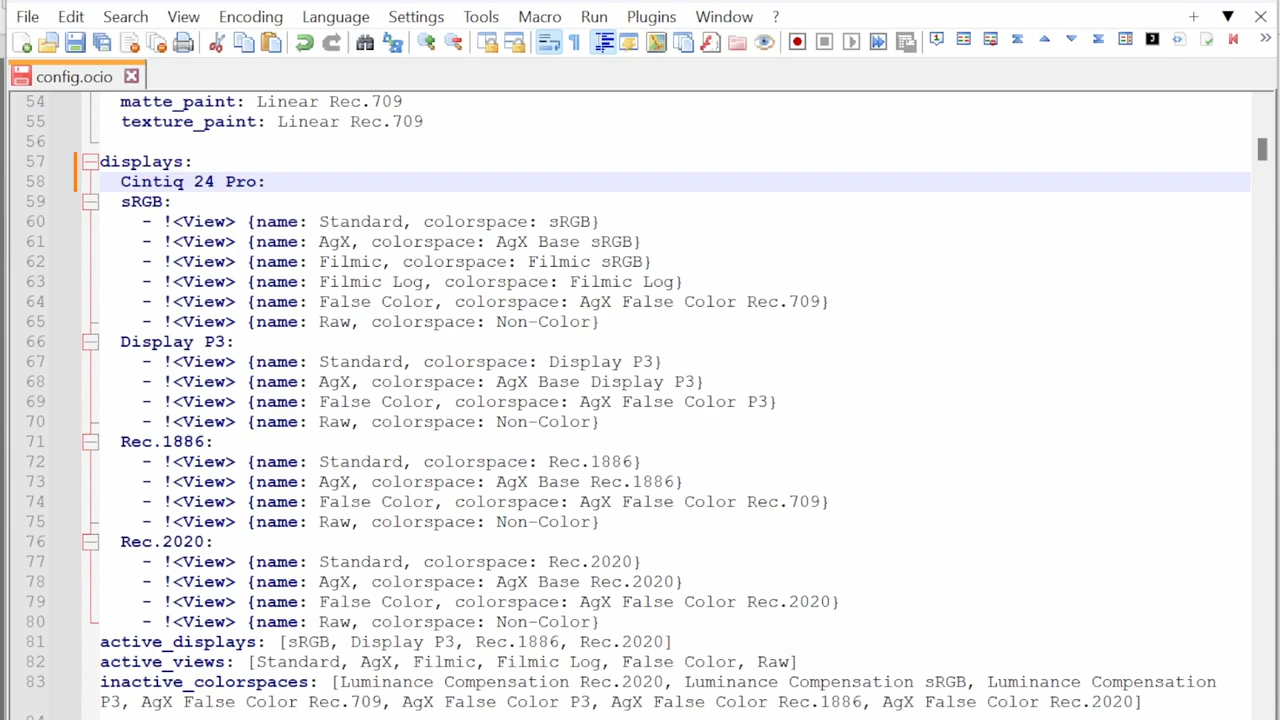 File Edit Search View Encoding Language Settings Tools Macro Run Plugins Window ?
config.ocio
54 matte_paint: Linear Rec.709
55 texture_paint: Linear Rec.709
56
57 displays:
58 Cintiq 24 Pro:
59 sRGB:
60 - !<View> {name: Standard, colorspace: sRGB}
61 - !<View> {name: AgX, colorspace: AgX Base sRGB}
62 - !<View> {name: Filmic, colorspace: Filmic sRGB}
63 - !<View> {name: Filmic Log, colorspace: Filmic Log}
64 - !<View> {name: False Color, colorspace: AgX False Color Rec.709}
65 - !<View> {name: Raw, colorspace: Non-Color}
66 Display P3:
67 - !<View> {name: Standard, colorspace: Display P3}
68 - !<View> {name: AgX, colorspace: AgX Base Display P3}
69 - !<View> {name: False Color, colorspace: AgX False Color P3}
70 - !<View> {name: Raw, colorspace: Non-Color}
71 Rec.1886:
72 - !<View> {name: Standard, colorspace: Rec.1886}
73 - !<View> {name: AgX, colorspace: AgX Base Rec.1886}
74 - !<View> {name: False Color, colorspace: AgX False Color Rec.709}
75 - !<View> {name: Raw, colorspace: Non-Color}
76 Rec.2020:
77 - !<View> {name: Standard, colorspace: Rec.2020}
78 - !<View> {name: AgX, colorspace: AgX Base Rec.2020}
79 - !<View> {name: False Color, colorspace: AgX False Color Rec.2020}
80 - !<View> {name: Raw, colorspace: Non-Color}
81 active_displays: [sRGB, Display P3, Rec.1886, Rec.2020]
82 active_views: [Standard, AgX, Filmic, Filmic Log, False Color, Raw]
83 inactive_colorspaces: [Luminance Compensation Rec.2020, Luminance Compensation sRGB, Luminance Compensation
P3, AgX False Color Rec.709, AgX False Color P3, AgX False Color Rec.1886, AgX False Color Rec.2020]